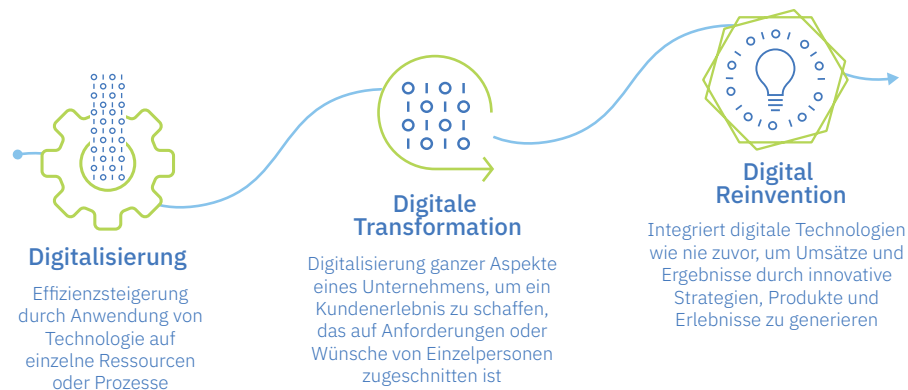 Digitalisierung
Effizienzsteigerung
durch Anwendung von
Technologie auf
einzelne Ressourcen
oder Prozesse
Digitale
Transformation
Digitalisierung ganzer Aspekte
eines Unternehmens, um ein
Kundenerlebnis zu schaffen,
das auf Anforderungen oder
Wünsche von Einzelpersonen
zugeschnitten ist
Digital
Reinvention
Integriert digitale Technologien
wie nie zuvor, um Umsätze und
Ergebnisse durch innovative
Strategien, Produkte und
Erlebnisse zu generieren